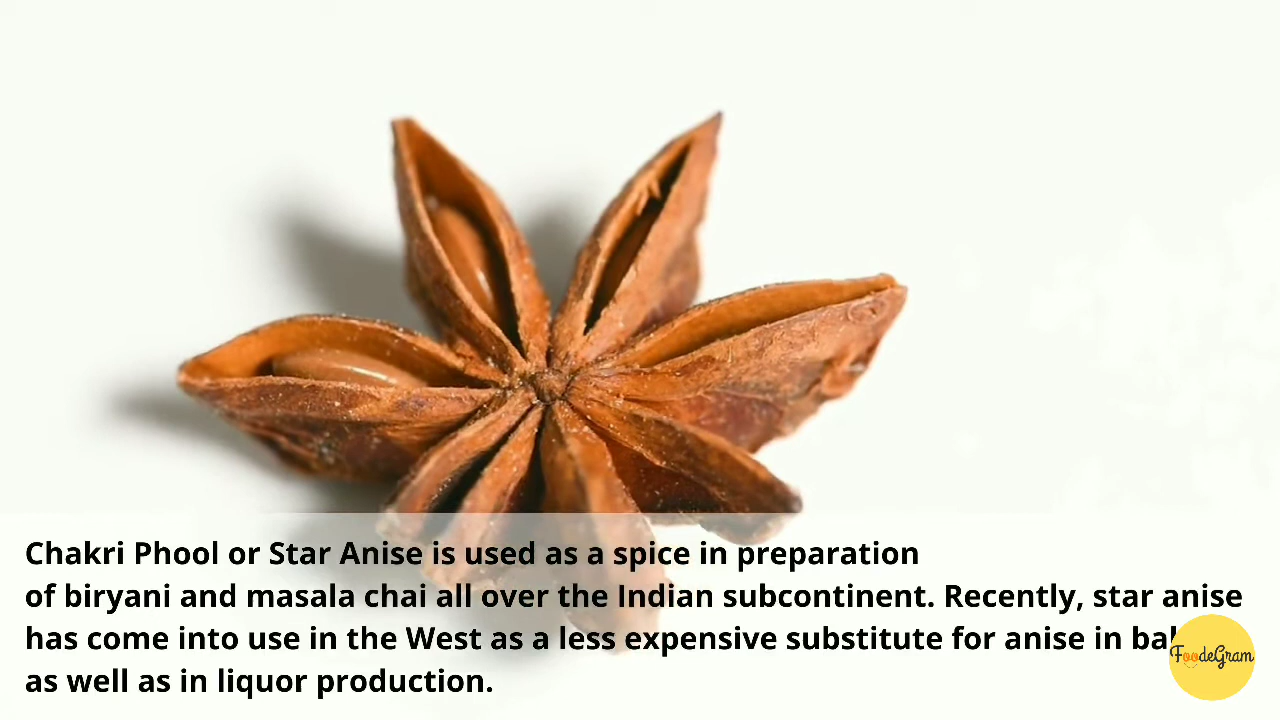 Chakri Phool or Star Anise is used as a spice in preparation
of biryani and masala chai all over the Indian subcontinent. Recently, star anise
has come into use in the West as a less expensive substitute for anise in
as well as in liquor production.
FoodeGram